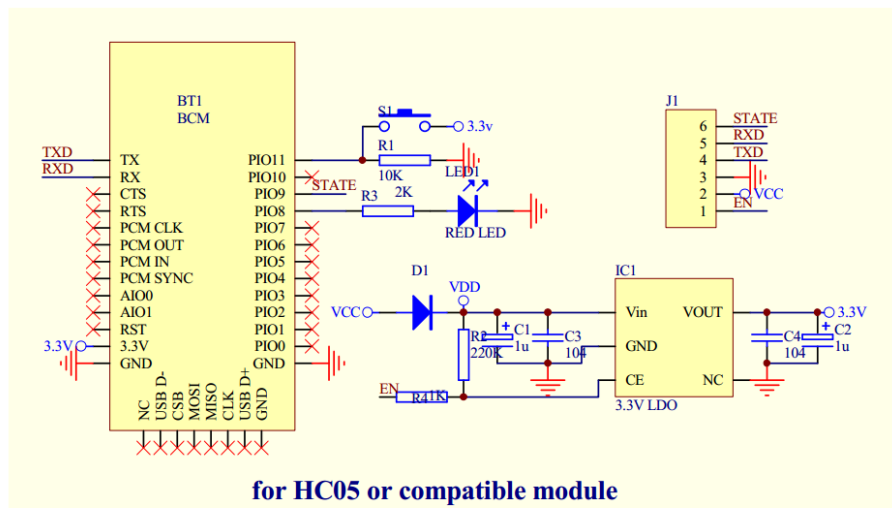 BT1
BCM
TXD
RXD
TX
RX
CTS
RTS
PCM CLK
PCM OUT
PCM IN
PCM SYNC
AIO0
AIO1
RST
3.3V
3.3V
GND
PIO11
PIO10
PIO9
PIO8
PIO7
PIO6
PIO5
PIO4
PIO3
PIO2
PIO1
PIO0
GND
NC
USB D-
CSB
MOSI
MISO
CLK
USB D+
GND
S1
3.3v
R1
10K
STATE
R3
2K
LED1
RED LED
J1
6
5
4
3
2
1
STATE
RXD
TXD
VCC
EN
D1
VCC
VDD
R2
220K
C1
1u
C3
104
EN
R4
1K
IC1
Vin
GND
CE
VOUT
NC
3.3V LDO
3.3V
C4
104
C2
1u
for HC05 or compatible module